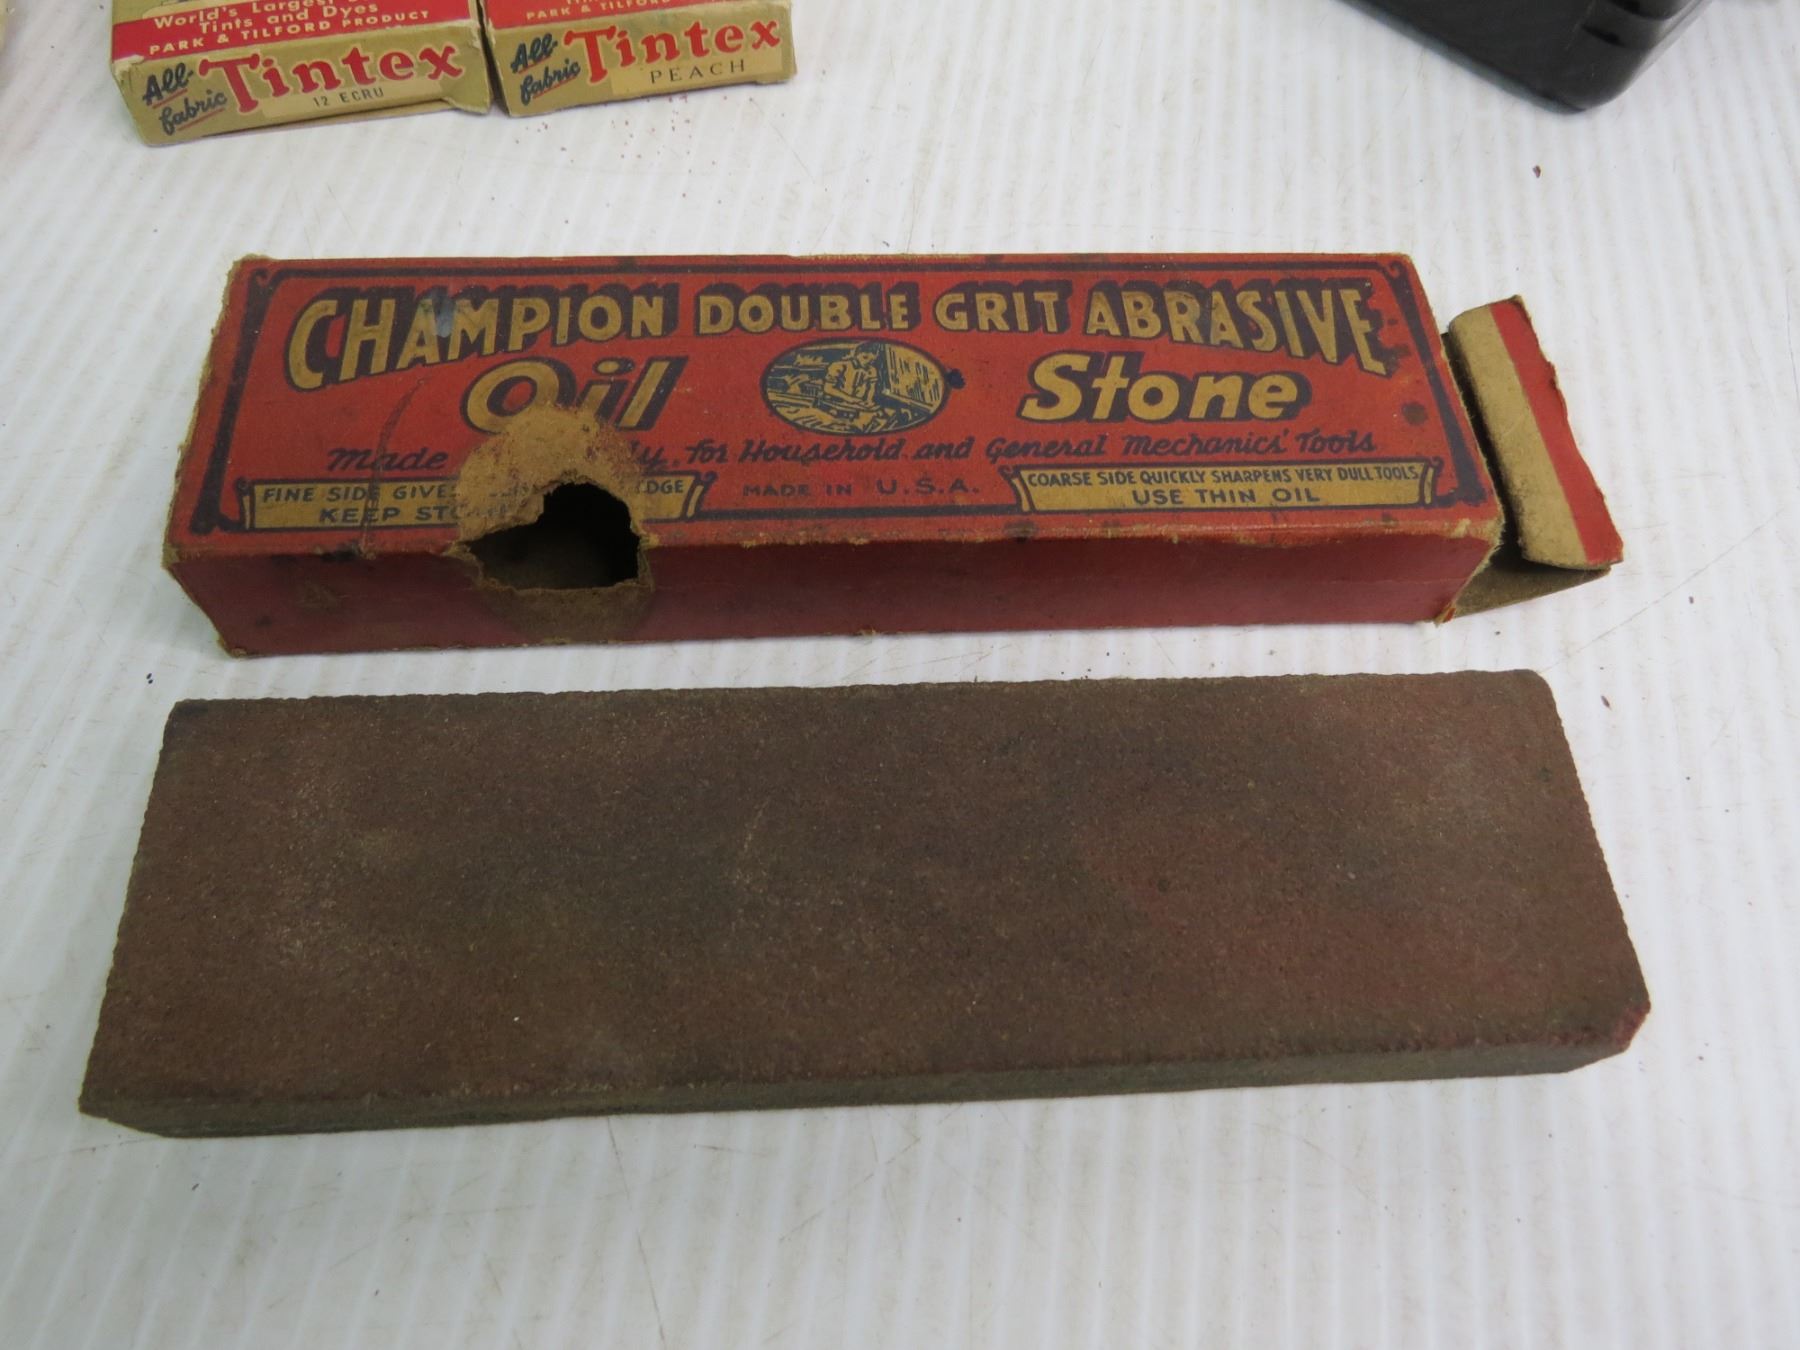 World's Largest
Tints and Dyes
PARK & TILFORD PRODUCT
All-fabric Tintex
12 ECRU
PARK & TILFORD
All-fabric Tintex
PEACH
CHAMPION DOUBLE GRIT ABRASIVE
Oil Stone
Made for Household and General Mechanics' Tools
FINE SIDE GIVES EDGE
KEEP
MADE IN U.S.A.
COARSE SIDE QUICKLY SHARPENS VERY DULL TOOLS
USE THIN OIL